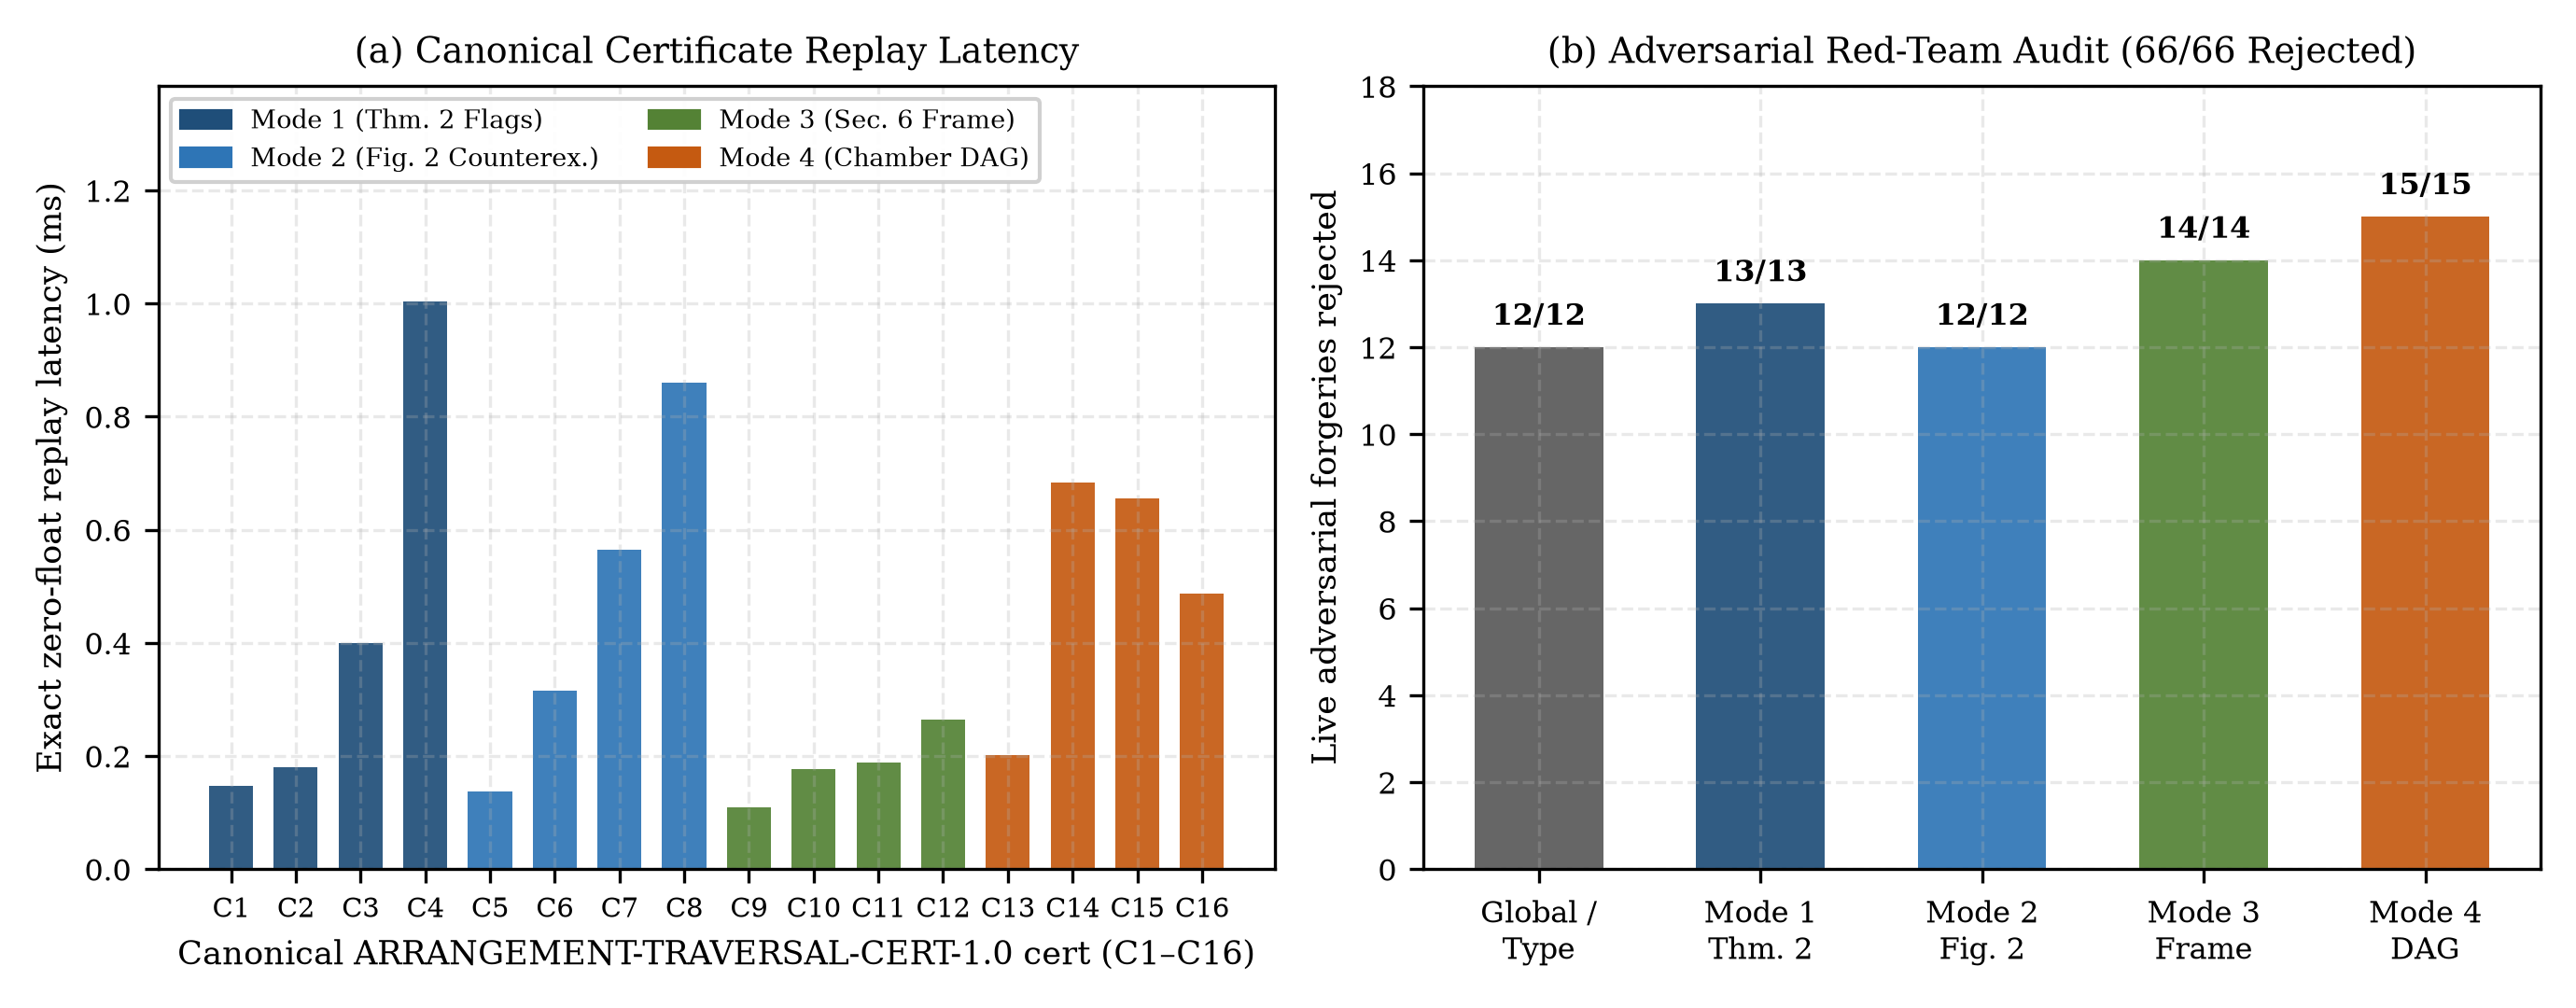 (a) Canonical Certificate Replay Latency
Mode 1 (Thm. 2 Flags)
Mode 2 (Fig. 2 Counterex.)
Mode 3 (Sec. 6 Frame)
Mode 4 (Chamber DAG)
Exact zero-float replay latency (ms)
1.2
1.0
0.8
0.6
0.4
0.2
0.0
C1 C2 C3 C4 C5 C6 C7 C8 C9 C10 C11 C12 C13 C14 C15 C16
Canonical ARRANGEMENT-TRAVERSAL-CERT-1.0 cert (C1–C16)
(b) Adversarial Red-Team Audit (66/66 Rejected)
Live adversarial forgeries rejected
18
16
14
12
10
8
6
4
2
0
12/12
13/13
12/12
14/14
15/15
Global /
Type
Mode 1
Thm. 2
Mode 2
Fig. 2
Mode 3
Frame
Mode 4
DAG